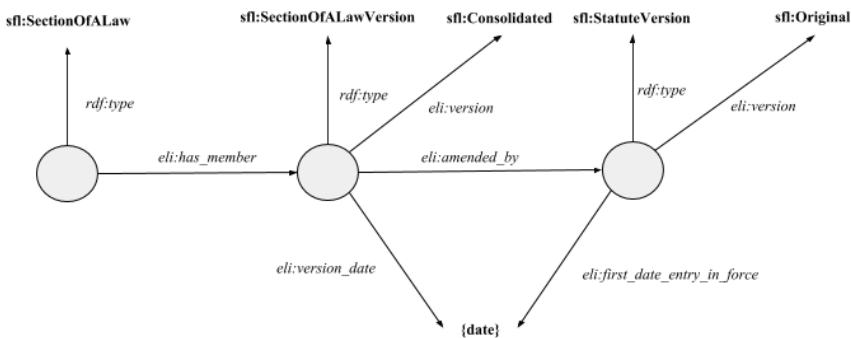 sfl:SectionOfALaw
sfl:SectionOfALawVersion
sfl:Consolidated
sfl:StatuteVersion
sfl:Original
rdf:type
rdf:type
eli:version
rdf:type
eli:version
eli:has_member
eli:amended_by
eli:version_date
eli:first_date_entry_in_force
{date}